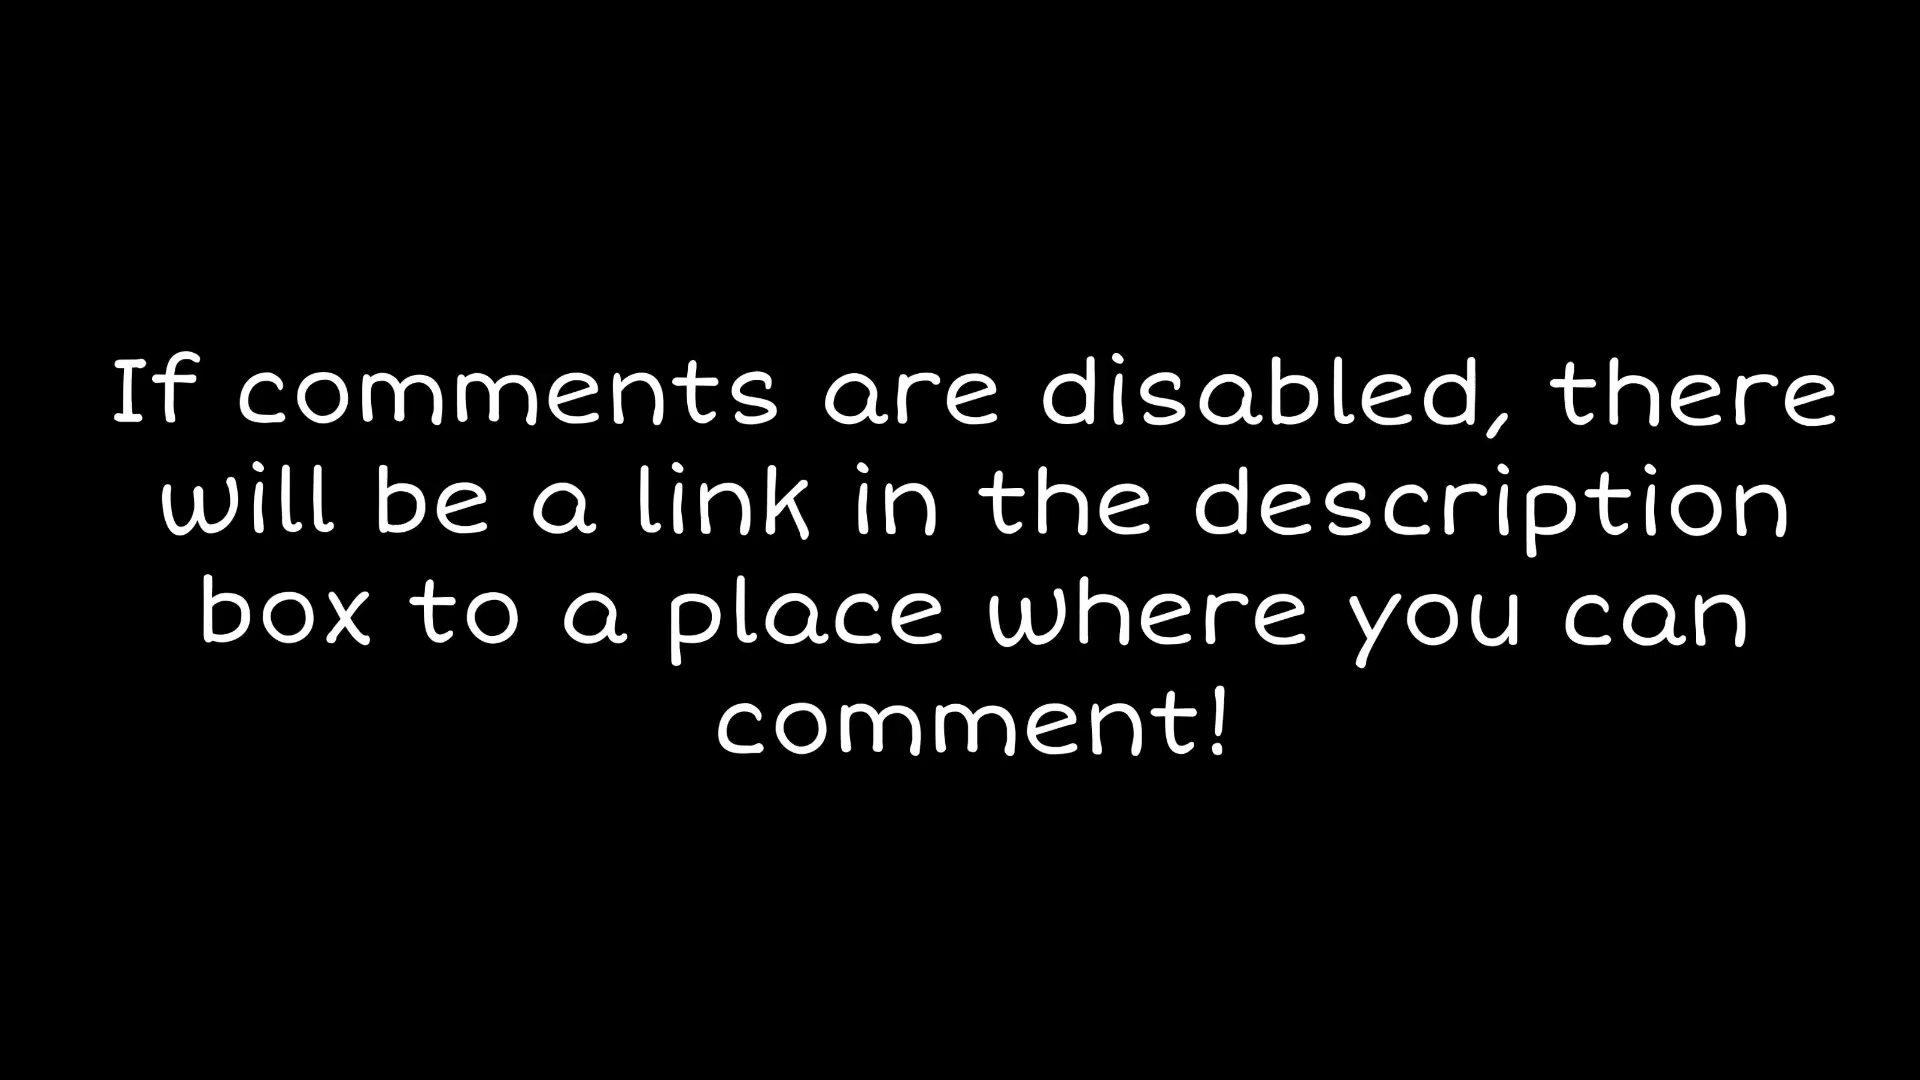 If comments are disabled, there
will be a link in the description
box to a place where you can
comment!